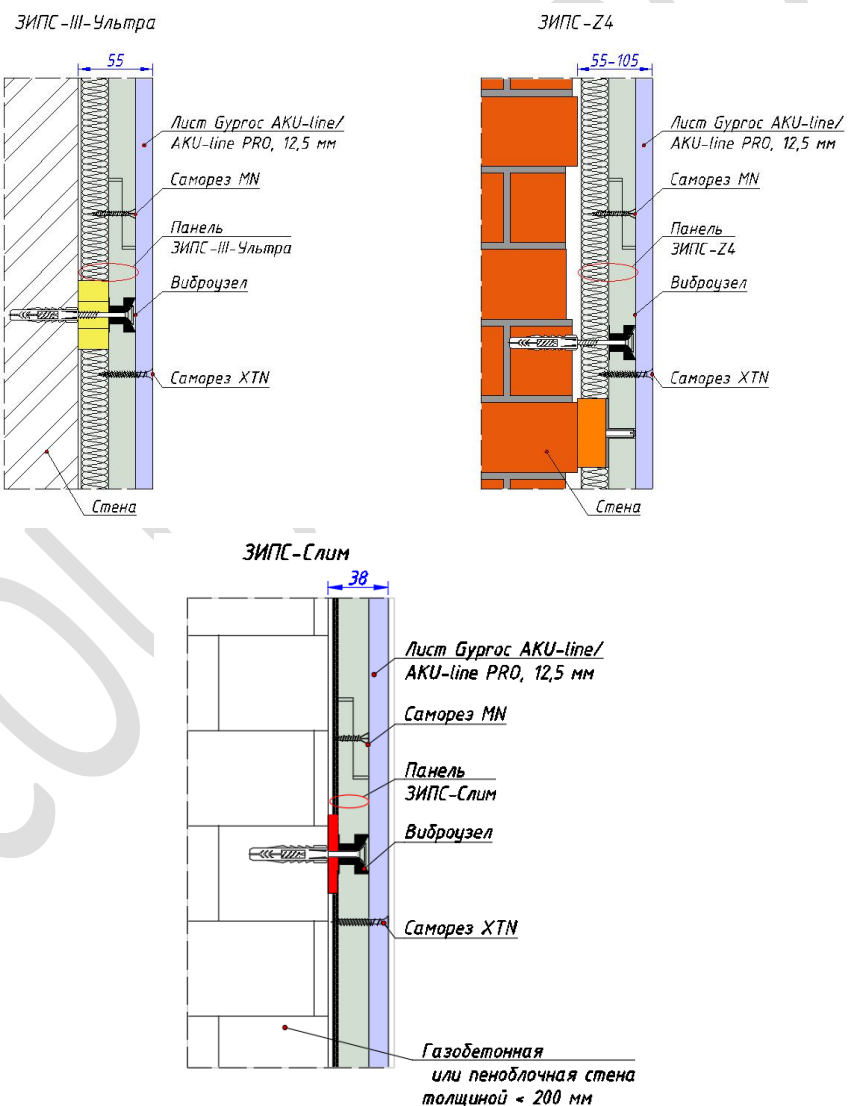 ЗИПС-III-Ультра
55
Лист Gyproc AKU-line/
AKU-line PRO, 12,5 мм
Саморез MN
Панель
ЗИПС-III-Ультра
Виброузел
Саморез XTN
Стена
ЗИПС-Z4
55-105
Лист Gyproc AKU-line/
AKU-line PRO, 12,5 мм
Саморез MN
Панель
ЗИПС-Z4
Виброузел
Саморез XTN
Стена
ЗИПС-Слим
38
Лист Gyproc AKU-line/
AKU-line PRO, 12,5 мм
Саморез MN
Панель
ЗИПС-Слим
Виброузел
Саморез XTN
Газобетонная
или пеноблочная стена
толщиной < 200 мм